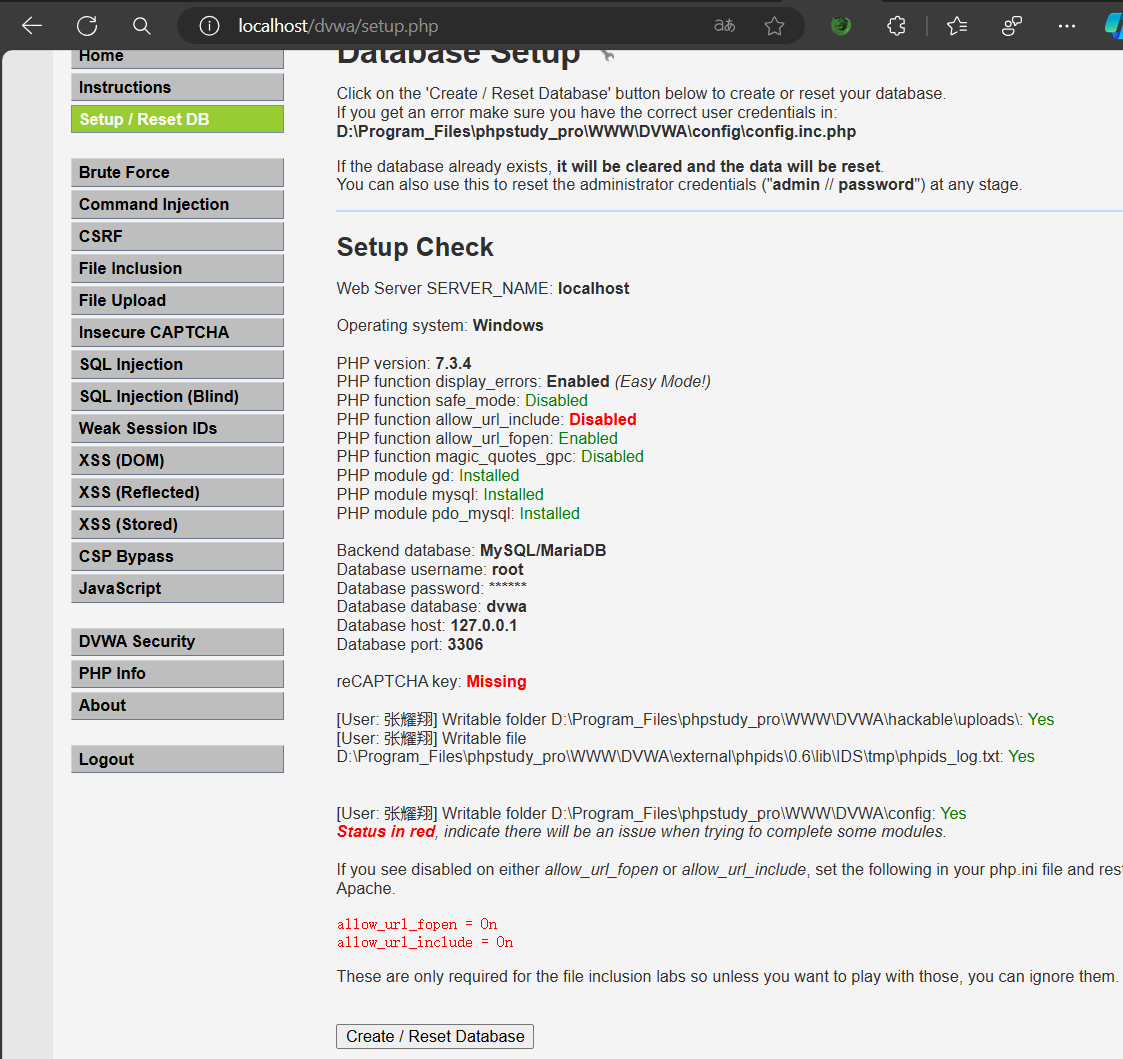 localhost/dvwa/setup.php
aあ
Home
Instructions
Setup / Reset DB
Brute Force
Command Injection
CSRF
File Inclusion
File Upload
Insecure CAPTCHA
SQL Injection
SQL Injection (Blind)
Weak Session IDs
XSS (DOM)
XSS (Reflected)
XSS (Stored)
CSP Bypass
JavaScript
DVWA Security
PHP Info
About
Logout
Database Setup
Click on the 'Create / Reset Database' button below to create or reset your database.
If you get an error make sure you have the correct user credentials in:
D:\Program_Files\phpstudy_pro\WWW\DVWA\config\config.inc.php
If the database already exists, it will be cleared and the data will be reset.
You can also use this to reset the administrator credentials ("admin // password") at any stage.
Setup Check
Web Server SERVER_NAME: localhost
Operating system: Windows
PHP version: 7.3.4
PHP function display_errors: Enabled (Easy Mode!)
PHP function safe_mode: Disabled
PHP function allow_url_include: Disabled
PHP function allow_url_fopen: Enabled
PHP function magic_quotes_gpc: Disabled
PHP module gd: Installed
PHP module mysql: Installed
PHP module pdo_mysql: Installed
Backend database: MySQL/MariaDB
Database username: root
Database password: ******
Database database: dvwa
Database host: 127.0.0.1
Database port: 3306
reCAPTCHA key: Missing
[User: 张耀翔] Writable folder D:\Program_Files\phpstudy_pro\WWW\DVWA\hackable\uploads\: Yes
[User: 张耀翔] Writable file
D:\Program_Files\phpstudy_pro\WWW\DVWA\external\phpids\0.6\lib\IDS\tmp\phpids_log.txt: Yes
[User: 张耀翔] Writable folder D:\Program_Files\phpstudy_pro\WWW\DVWA\config: Yes
Status in red, indicate there will be an issue when trying to complete some modules.
If you see disabled on either allow_url_fopen or allow_url_include, set the following in your php.ini file and rest
Apache.
allow_url_fopen = On
allow_url_include = On
These are only required for the file inclusion labs so unless you want to play with those, you can ignore them.
Create / Reset Database